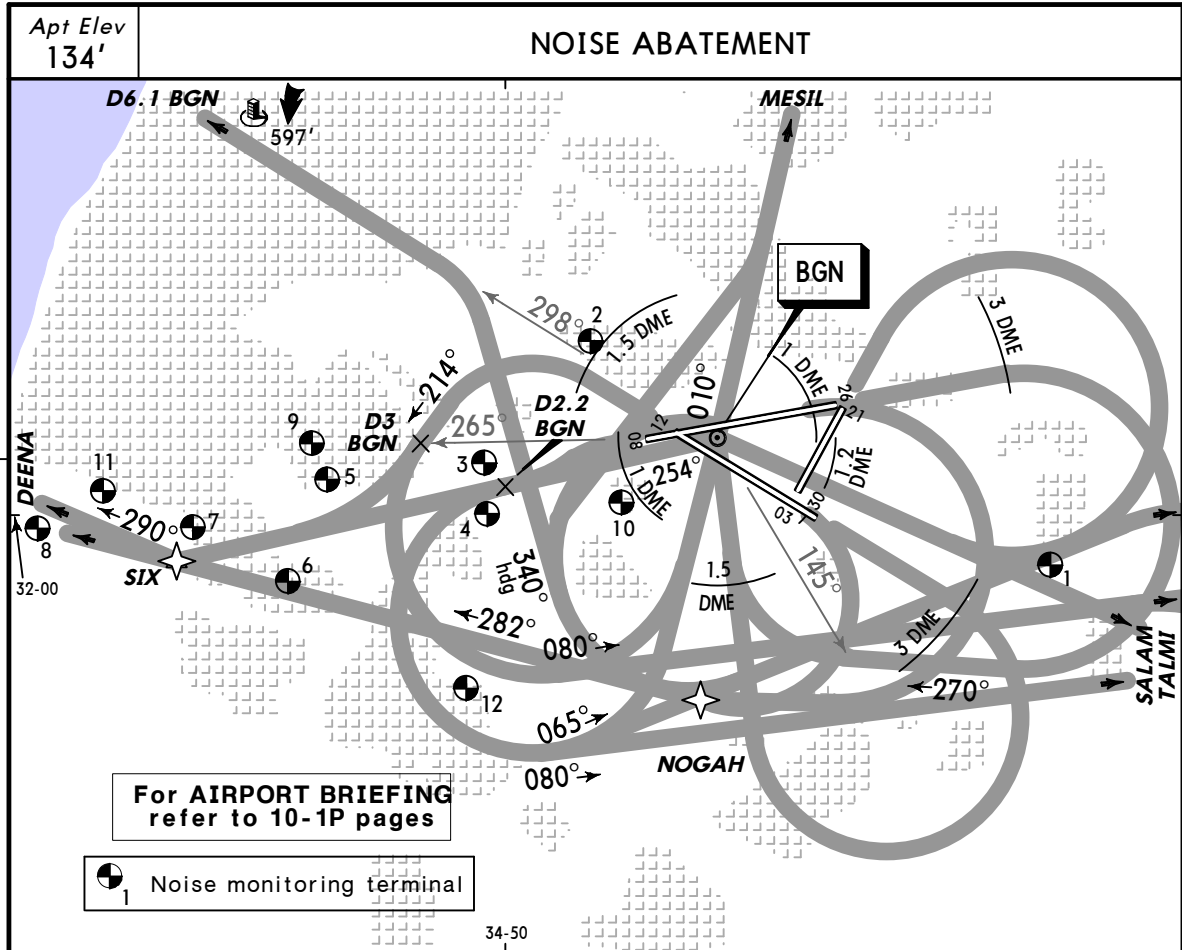 Apt Elev
134'
NOISE ABATEMENT
D6.1 BGN
597'
MESIL
BGN
298°
2
1.5 DME
3 DME
1 DME
010°
214°
D2.2
BGN
26
21
12
08
9
D3
BGN
265°
3
254°
1.2
DME
DEENA
11
5
1 DME
30
03
10
4
290°
7
8
32-00
SIX
6
340°
hdg
1.5
DME
145°
1
282°
080°
3 DME
SALAM
TALMI
270°
12
065°
NOGAH
080°
For AIRPORT BRIEFING
refer to 10-1P pages
1 Noise monitoring terminal
34-50